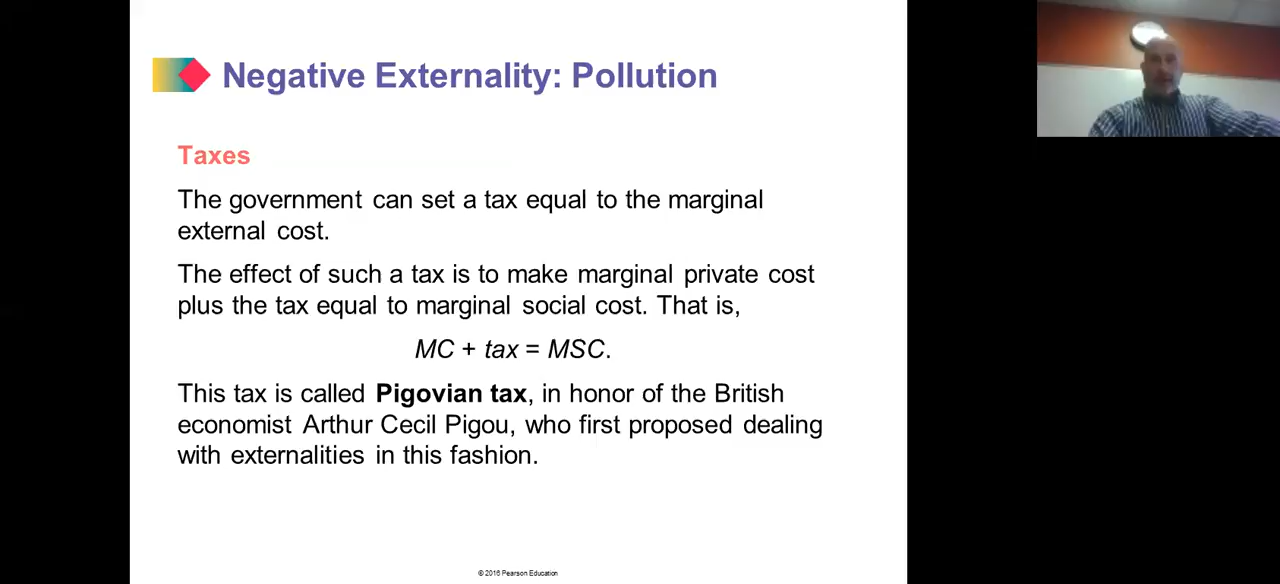 Negative Externality: Pollution
Taxes
The government can set a tax equal to the marginal
external cost.
The effect of such a tax is to make marginal private cost
plus the tax equal to marginal social cost. That is,
MC + tax = MSC.
This tax is called Pigovian tax, in honor of the British
economist Arthur Cecil Pigou, who first proposed dealing
with externalities in this fashion.
© 2016 Pearson Education